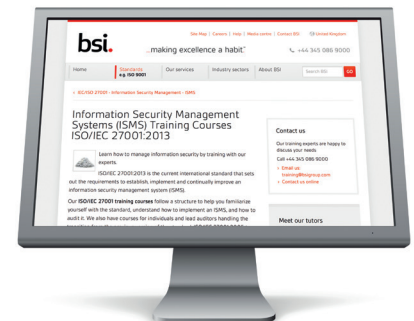 Site Map | Careers | Help | Media centre | Contact BSI United Kingdom
bsi.
...making excellence a habit.™
+44 345 086 9000
Home
Standards
e.g. ISO 9001
Our services
Industry sectors
About BSI
Search BSI
GO
IEC/ISO 27001 - Information Security Management - ISMS
Information Security Management
Systems (ISMS) Training Courses
ISO/IEC 27001:2013
Learn how to manage information security by training with our
experts.
ISO/IEC 27001:2013 is the current international standard that sets
out the requirements to establish, implement and continually improve an
information security management system (ISMS).
Our ISO/IEC 27001 training courses follow a structure to help you familiarize
yourself with the standard, understand how to implement an ISMS, and how to
audit it. We also have courses for individuals and lead auditors handling the
Contact us
Our training experts are happy to
discuss your needs
Call +44 345 086 9000
Email us:
training@bsigroup.com
Contact us online
Meet our tutors